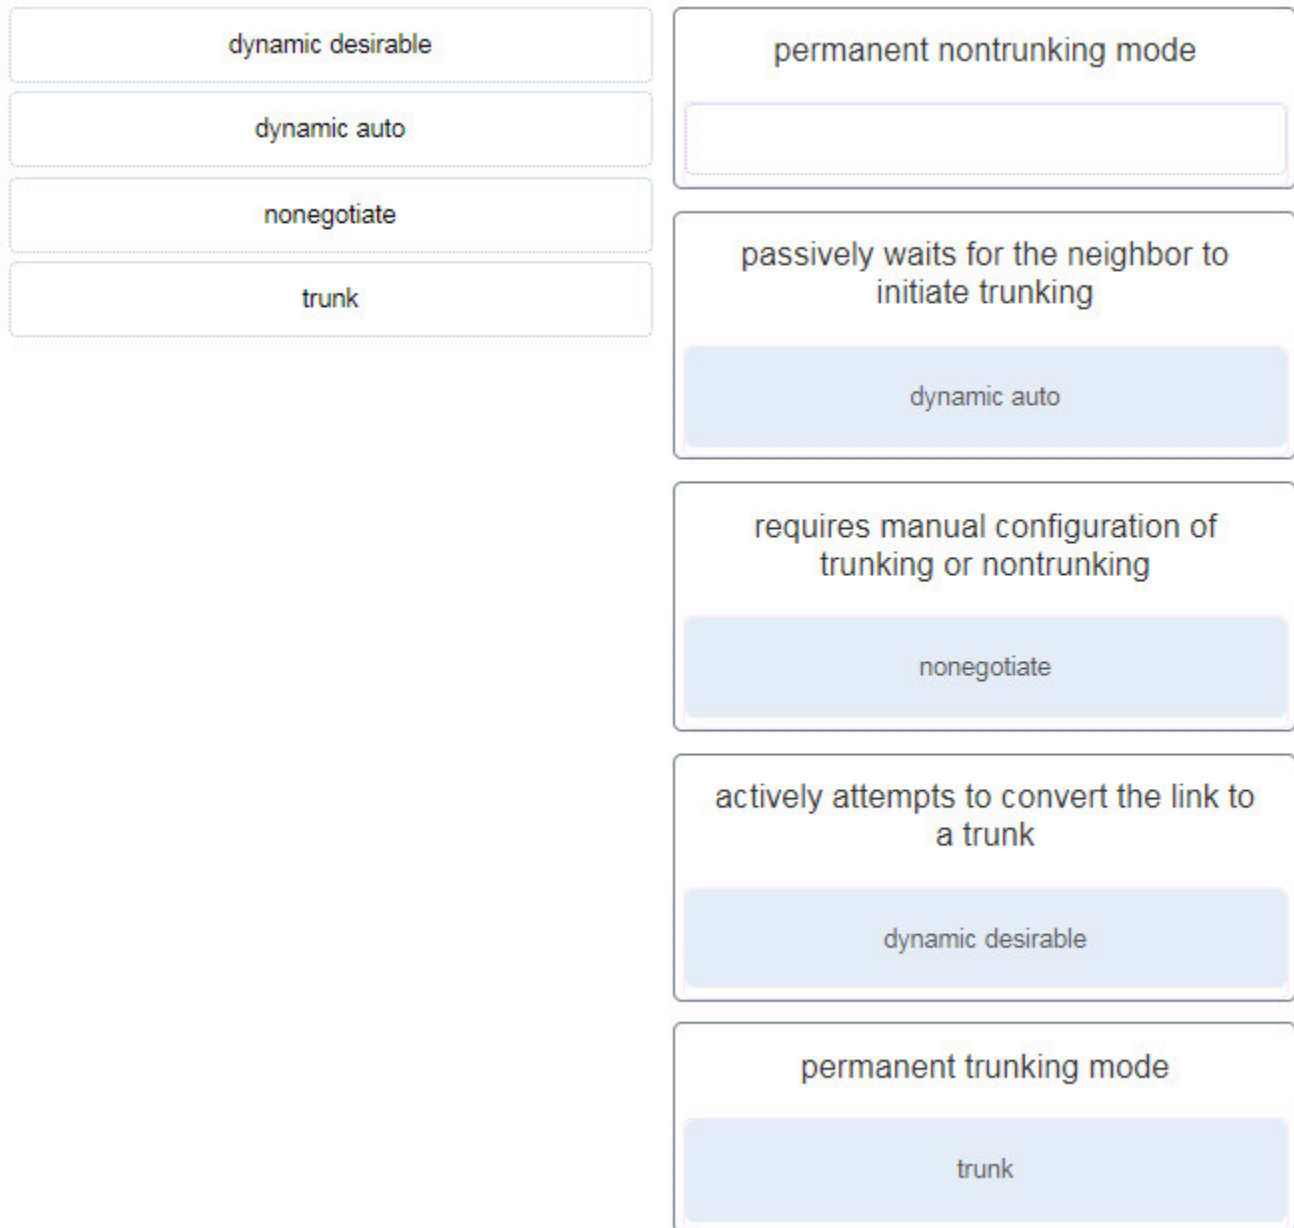 dynamic desirable
dynamic auto
nonegotiate
trunk
permanent nontrunking mode
passively waits for the neighbor to
initiate trunking
dynamic auto
requires manual configuration of
trunking or nontrunking
nonegotiate
actively attempts to convert the link to
a trunk
dynamic desirable
permanent trunking mode
trunk